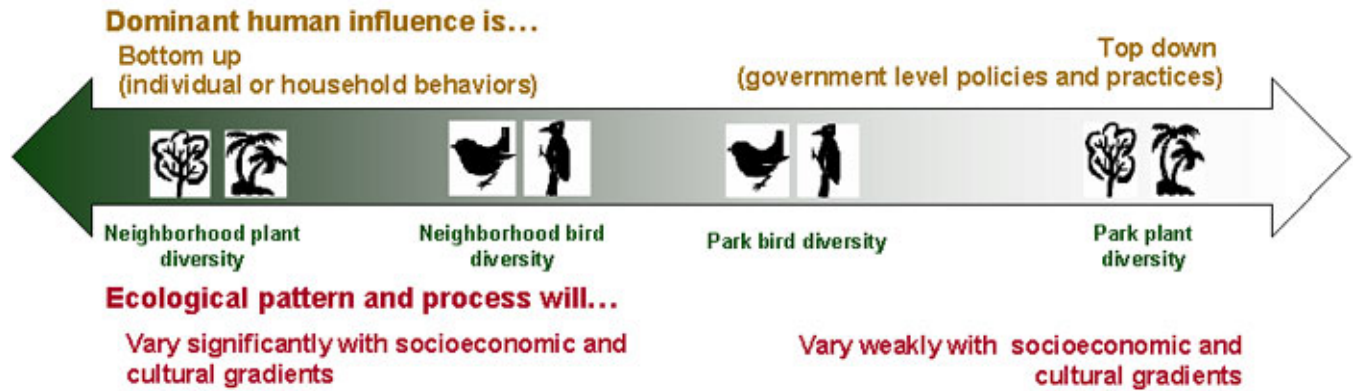 Dominant human influence is...
Bottom up
(individual or household behaviors)
Top down
(government level policies and practices)
Neighborhood plant
diversity
Neighborhood bird
diversity
Park bird diversity
Park plant
diversity
Ecological pattern and process will...
Vary significantly with socioeconomic and
cultural gradients
Vary weakly with socioeconomic and
cultural gradients